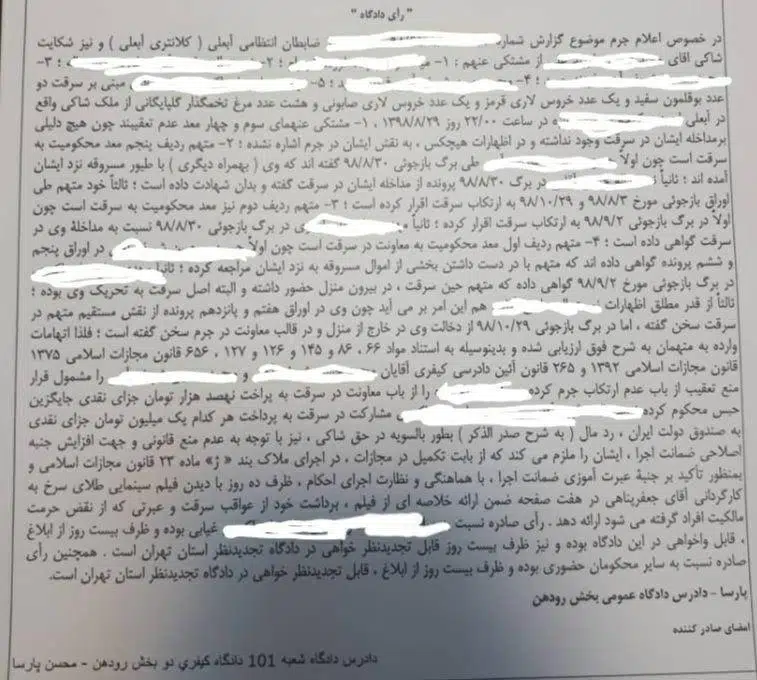 " رأی دادگاه "
در خصوص اعلام جرم موضوع گزارش شماره ضابطان انتظامی آبعلی ( کلانتری آبعلی ) و نیز شکایت
شاکی آقای از مشتکی عنهم : ۱- ؛ ۲- ؛ ۳-
؛ ۴- ؛ ۵- مبنی بر سرقت دو
عدد بوقلمون سفید و یک عدد خروس لاری قرمز و یک عدد خروس لاری صابونی و هشت عدد مرغ تخمگذار گلپایگانی از ملک شاکی واقع
در آبعلی در ساعت ۲۲/۰۰ روز ۱۳۹۸/۸/۲۹ ، ۱- مشتکی عنهمای سوم و چهار معد عدم تعقیبند چون هیچ دلیلی
بر مداخله ایشان در سرقت وجود نداشته و در اظهارات هیچکس ، به نقش ایشان در جرم اشاره نشده ؛ ۲- متهم ردیف پنجم معد محکومیت به
سرقت است چون اولاً طی برگ بازجوئی ۹۸/۸/۳۰ گفته اند که وی ( بهمراه دیگری ) با طیور مسروقه نزد ایشان
آمده اند ؛ ثانیاً در برگ ۹۸/۸/۳۰ پرونده از مداخله ایشان در سرقت گفته و بدان شهادت داده است ؛ ثالثاً خود متهم طی
اوراق بازجوئی مورخ ۹۸/۸/۳ و ۹۸/۱۰/۲۹ به ارتکاب سرقت اقرار کرده است ؛ ۳- متهم ردیف دوم نیز معد محکومیت به سرقت است چون
اولاً در برگ بازجوئی ۹۸/۹/۲ به ارتکاب سرقت اقرار کرده ؛ ثانیاً ی در برگ بازجوئی ۹۸/۸/۳۰ نسبت به مداخلهٔ وی در
سرقت گواهی داده است ؛ ۴- متهم ردیف اول معد محکومیت به معاونت در سرقت است چون اولاً در اوراق پنجم
و ششم پرونده گواهی داده اند که متهم با در دست داشتن بخشی از اموال مسروقه به نزد ایشان مراجعه کرده ؛ ثانیاً
در برگ بازجوئی مورخ ۹۸/۹/۲ گواهی داده که متهم حین سرقت ، در بیرون منزل حضور داشته و البته اصل سرقت به تحریک وی بوده ؛
ثالثاً از قدر مطلق اظهارات هم این امر بر می آید چون وی در اوراق هفتم و پانزدهم پرونده از نقش مستقیم متهم در
سرقت سخن گفته ، اما در برگ بازجوئی ۹۸/۱۰/۲۹ از دخالت وی در خارج از منزل و در قالب معاونت در جرم سخن گفته است ؛ فلذا اتهامات
وارده به متهمان به شرح فوق ارزیابی شده و بدینوسیله به استناد مواد ۶۶ ، ۸۶ و ۱۴۵ و ۱۲۶ و ۱۲۷ ، ۶۵۶ قانون مجازات اسلامی ۱۳۷۵
قانون مجازات اسلامی ۱۳۹۲ و ۲۶۵ قانون آئین دادرسی کیفری آقایان و را مشمول قرار
منع تعقیب از باب عدم ارتکاب جرم کرده را از باب معاونت در سرقت به پراخت نهصد هزار تومان جزای نقدی جایگزین
حبس محکوم کرده مشارکت در سرقت به پرداخت هر کدام یک میلیون تومان جزای نقدی
به صندوق دولت ایران ، رد مال ( به شرح صدر الذکر ) بطور بالسویه در حق شاکی ، نیز با توجه به عدم منع قانونی و جهت افزایش جنبه
اصلاحی ضمانت اجرا ، ایشان را ملزم می کند که از بابت تکمیل در مجازات ، در اجرای ملاک بند « ژ» ماده ۲۳ قانون مجازات اسلامی و
بمنظور تأکید بر جنبهٔ عبرت آموزی ضمانت اجرا ، با هماهنگی و نظارت اجرای احکام ، ظرف ده روز با دیدن فیلم سینمایی طلای سرخ به
کارگردانی آقای جعفرپناهی در هفت صفحه ضمن ارائه خلاصه ای از فیلم ، برداشت خود از عواقب سرقت و عبرتی که از نقض حرمت
مالکیت افراد گرفته می شود ارائه دهد . رأی صادره نسبت غیابی بوده و ظرف بیست روز از ابلاغ
، قابل واخواهی در این دادگاه بوده و نیز ظرف بیست روز قابل تجدیدنظر خواهی در دادگاه تجدیدنظر استان تهران است . همچنین رأی
صادره نسبت به سایر محکومان حضوری بوده و ظرف بیست روز از ابلاغ ، قابل تجدیدنظر خواهی در دادگاه تجدیدنظر استان تهران است.
پارسا - دادرس دادگاه عمومی بخش رودهن
امضای صادر کننده
دادرس دادگاه شعبه 101 دادگاه کیفری دو بخش رودهن - محسن پارسا